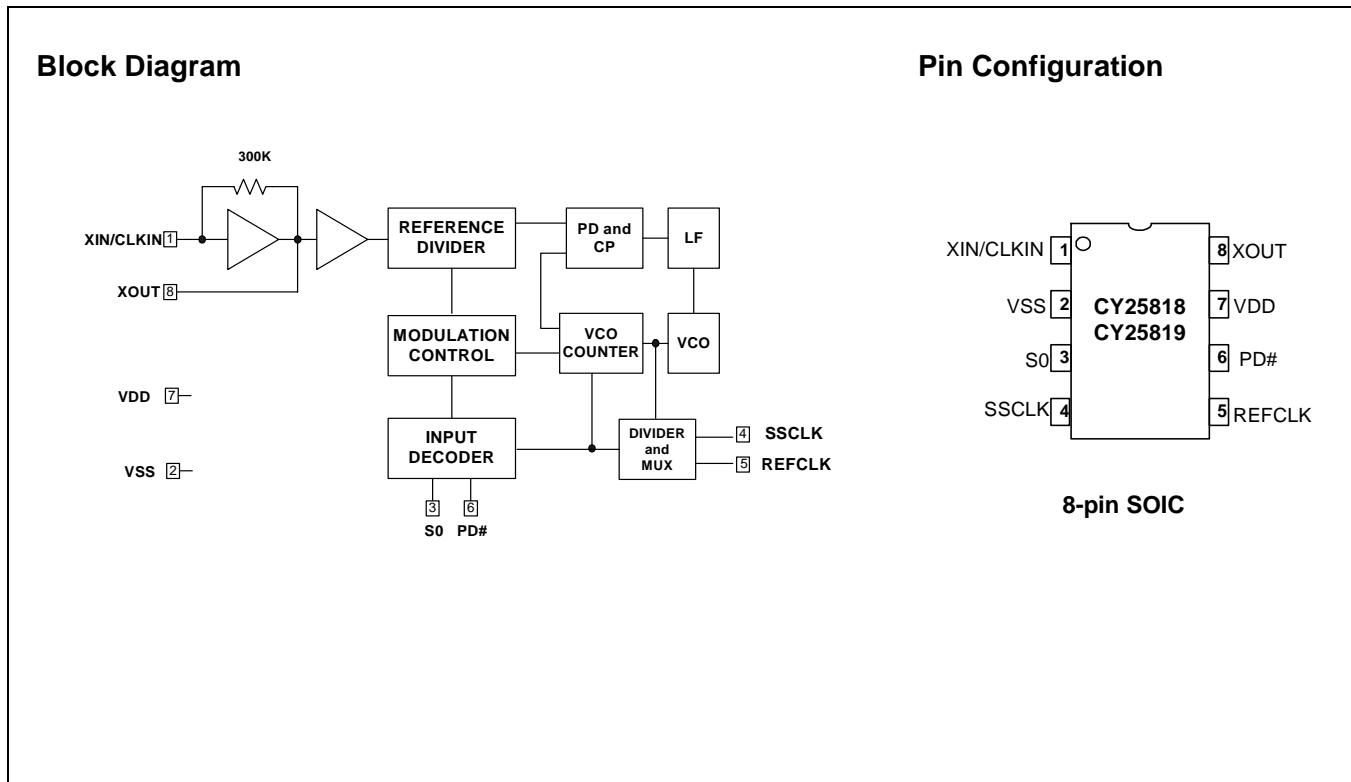 Block Diagram
Pin Configuration
300K
XIN/CLKIN 1
XOUT 8
VDD 7
VSS 2
REFERENCE
DIVIDER
PD and
CP
LF
MODULATION
CONTROL
VCO
COUNTER
VCO
INPUT
DECODER
DIVIDER
and
MUX
4 SSCLK
5 REFCLK
3 6
S0 PD#
XIN/CLKIN 1
8 XOUT
VSS 2
7 VDD
S0 3
6 PD#
SSCLK 4
5 REFCLK
CY25818
CY25819
8-pin SOIC